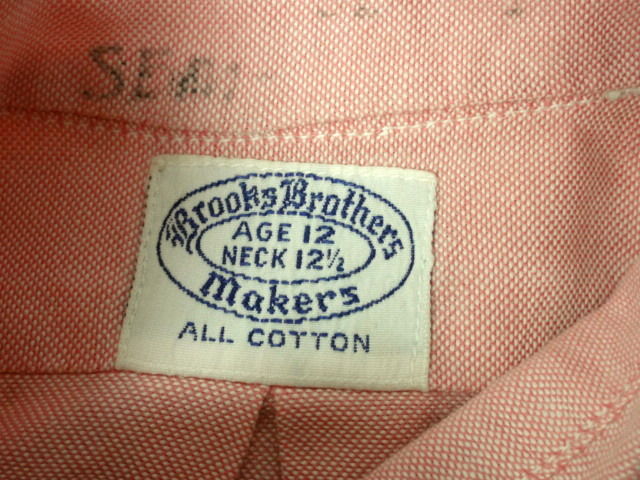 Brooks Brothers
AGE 12
NECK 12½
Makers
ALL COTTON